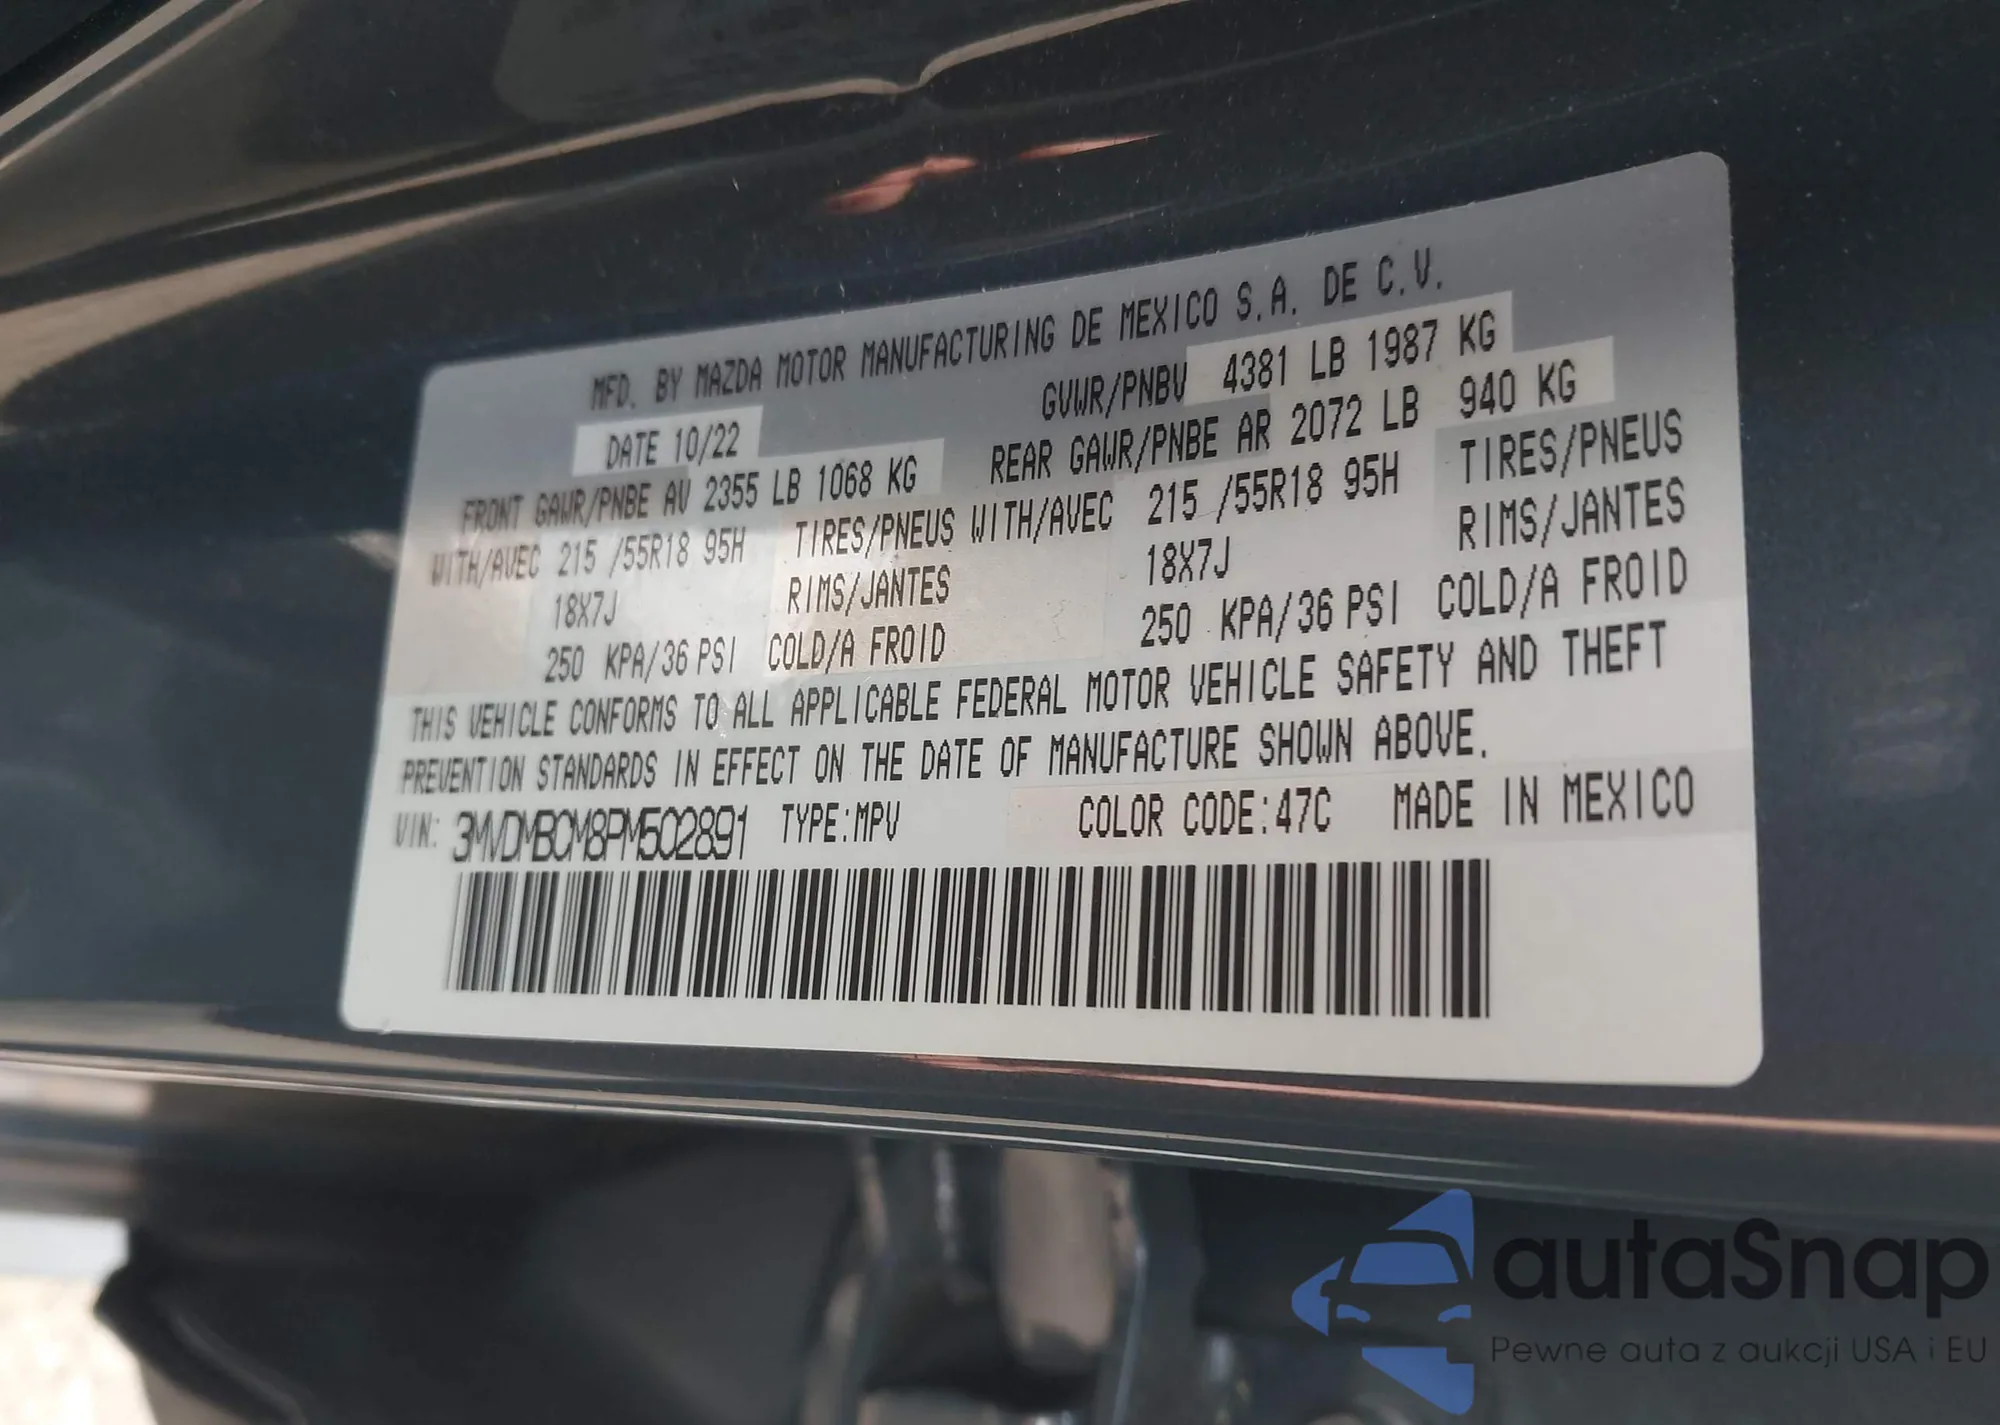 MFD. BY MAZDA MOTOR MANUFACTURING DE MEXICO S.A. DE C.V.
DATE 10/22 GVWR/PNBV 4381 LB 1987 KG
FRONT GAWR/PNBE AV 2355 LB 1068 KG REAR GAWR/PNBE AR 2072 LB 940 KG
WITH/AVEC 215 /55R18 95H TIRES/PNEUS WITH/AVEC 215 /55R18 95H TIRES/PNEUS
18X7J RIMS/JANTES 18X7J RIMS/JANTES
250 KPA/36 PSI COLD/A FROID 250 KPA/36 PSI COLD/A FROID
THIS VEHICLE CONFORMS TO ALL APPLICABLE FEDERAL MOTOR VEHICLE SAFETY AND THEFT
PREVENTION STANDARDS IN EFFECT ON THE DATE OF MANUFACTURE SHOWN ABOVE.
VIN: 3MVDMBCM8PM502891 TYPE:MPV COLOR CODE:47C MADE IN MEXICO
autaSnap
Pewne auta z aukcji USA i EU